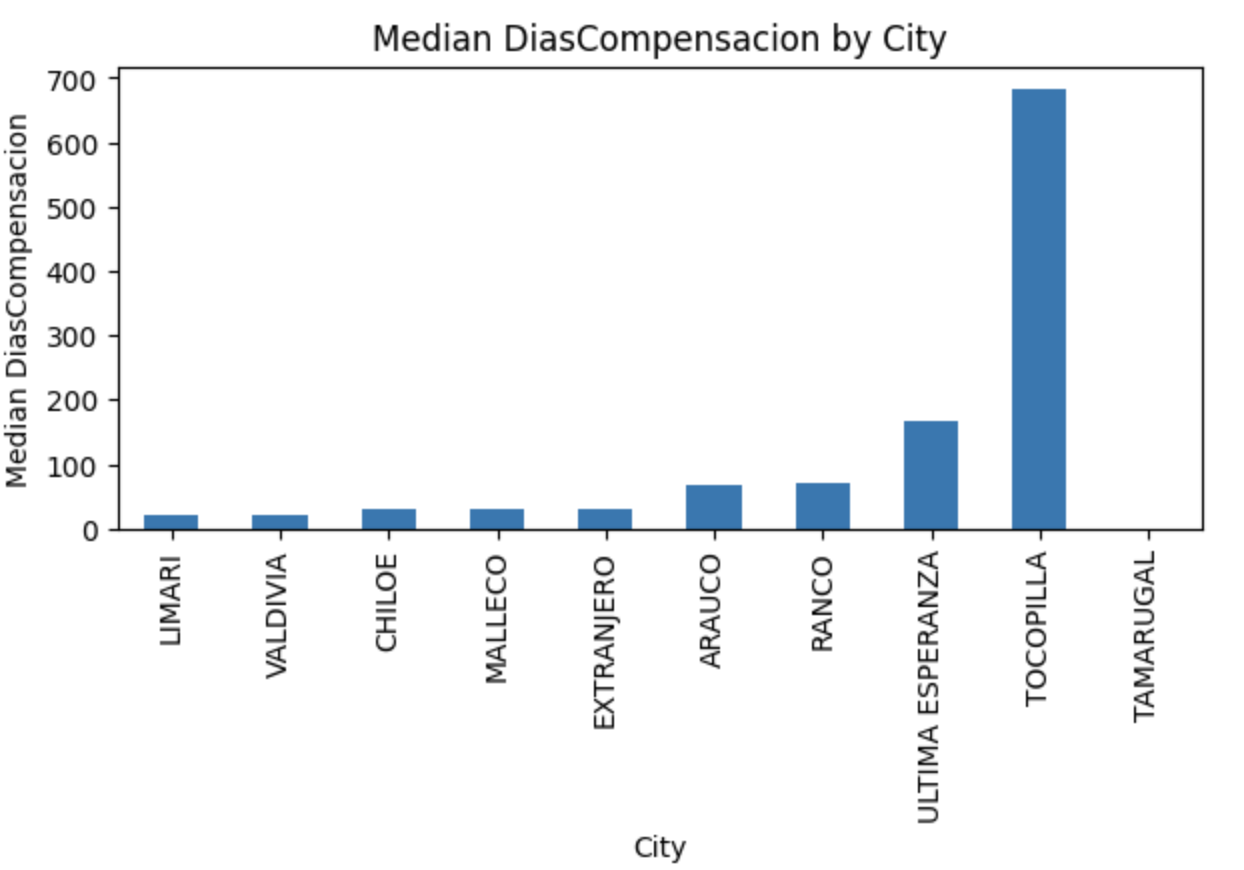 Median DiasCompensacion by City
Median DiasCompensacion
700
600
500
400
300
200
100
0
LIMARI
VALDIVIA
CHILOE
MALLECO
EXTRANJERO
ARAUCO
RANCO
ULTIMA ESPERANZA
TOCOPILLA
TAMARUGAL
City